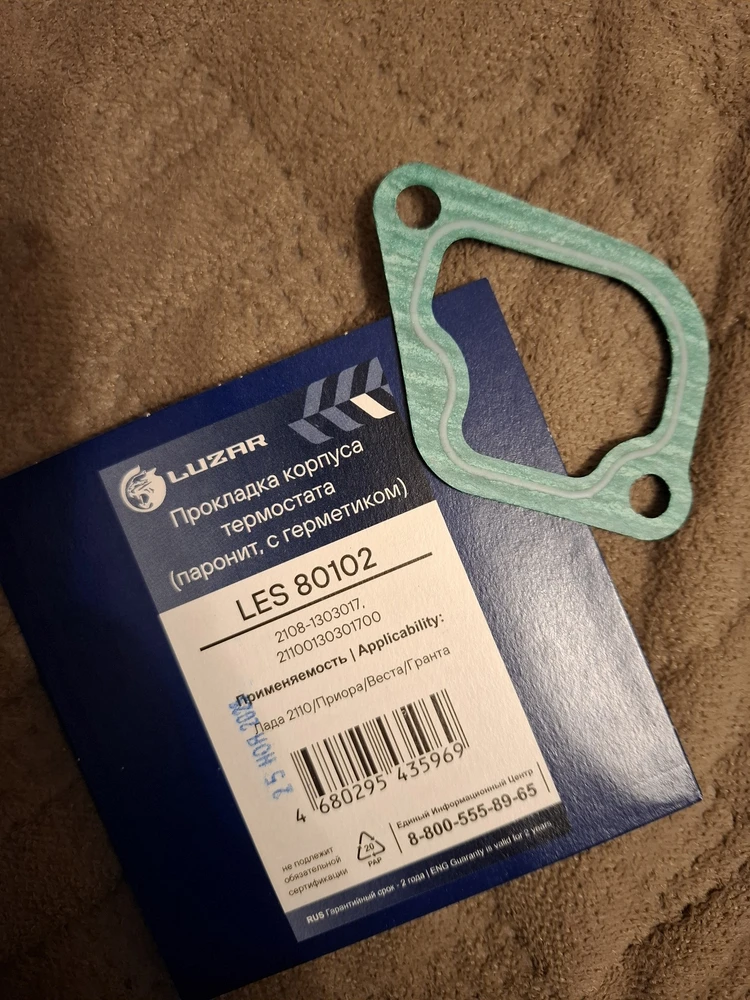 LUZAR
Прокладка корпуса
термостата
(паронит, с герметиком)
LES 80102
2108-1303017,
21100130301700
Применяемость | Applicability:
Лада 2110/Приора/Веста/Гранта
25 НОЯ
4 680295 435969
не подлежит
обязательной
сертификации
20
PAP
Единый Информационный Центр
8-800-555-89-65
RUS Гарантийный срок - 2 года | ENG Guaranty is valid for 2 years